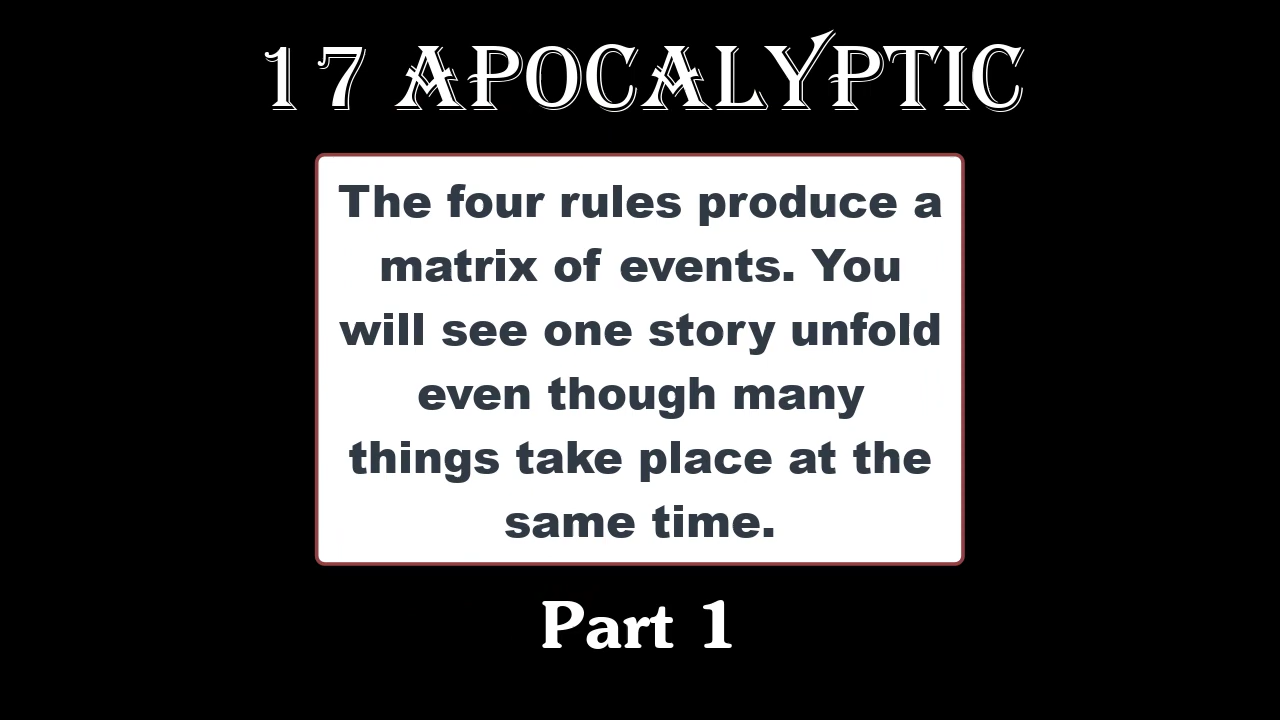 17 APOCALYPTIC
The four rules produce a
matrix of events. You
will see one story unfold
even though many
things take place at the
same time.
Part 1